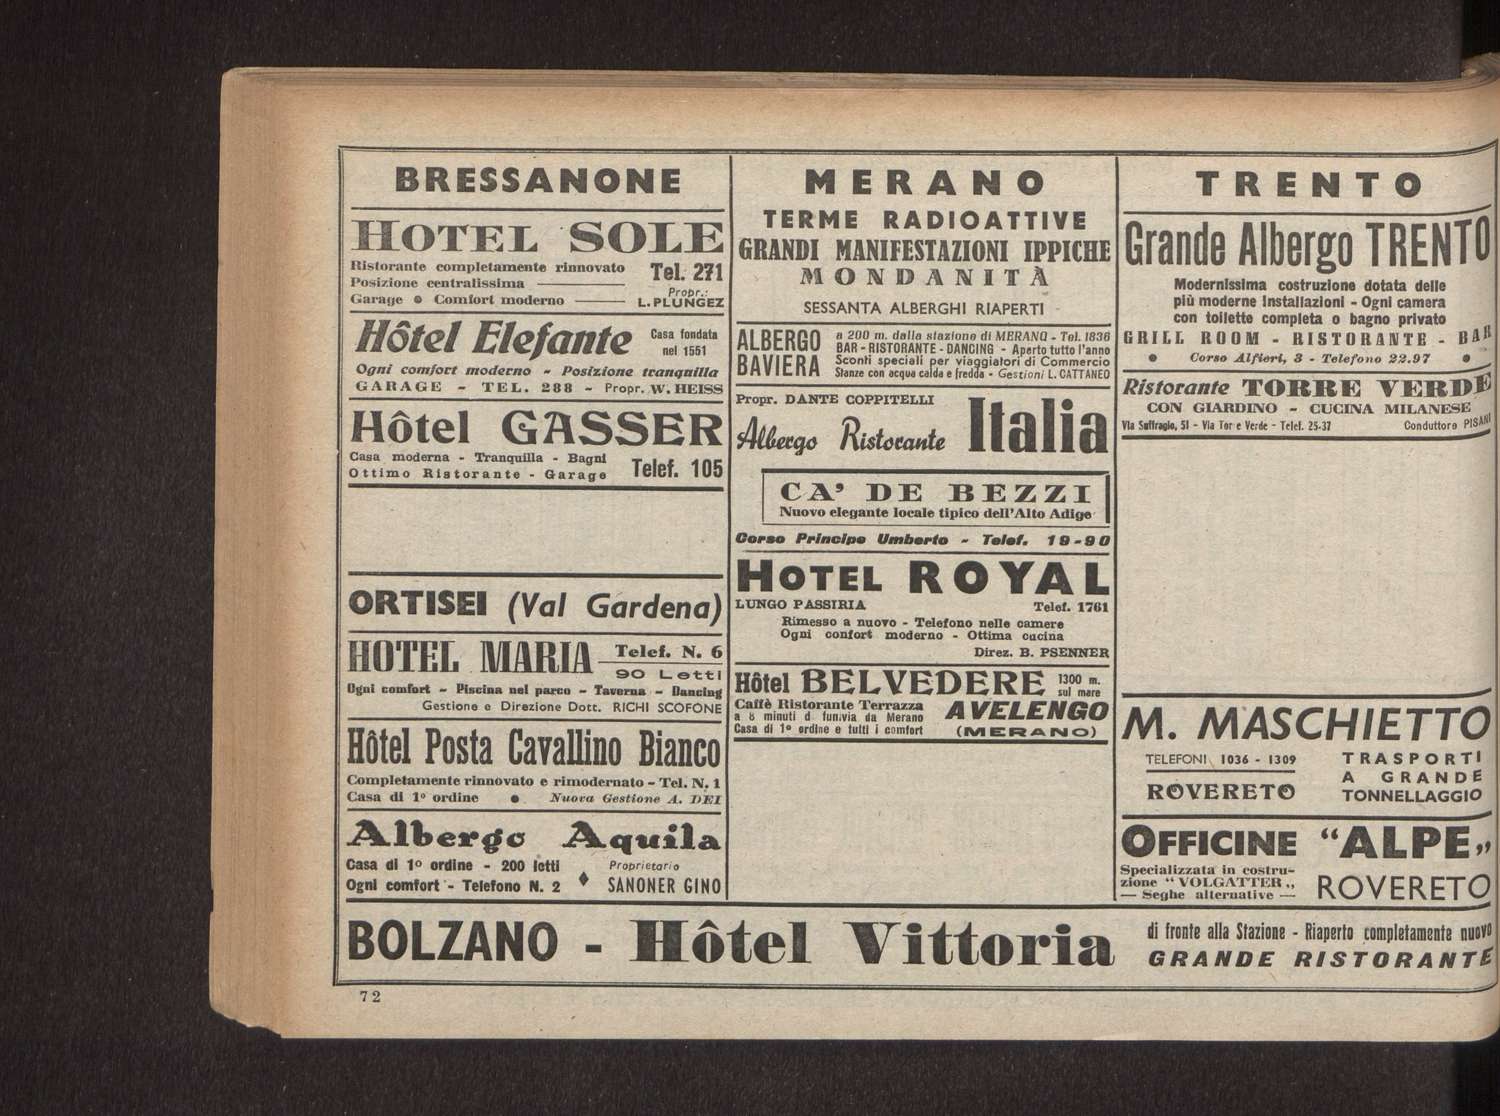 BRESSANONE
HOTEL SOLE
Ristorante completamente rinnovato
Posizione centralissima
Garage Comfort moderno
Tel. 271
Propr.:
L. PLUNGEZ
Hôtel Elefante
Casa fondata
nel 1551
Ogni comfort moderno - Posizione tranquilla
GARAGE - TEL. 288 - Propr. W. HEISS
Hôtel GASSER
Casa moderna - Tranquilla - Bagni
Ottimo Ristorante - Garage
Telef. 105
ORTISEI (Val Gardena)
HOTEL MARIA
Telef. N. 6
90 Letti
Ogni comfort - Piscina nel parco - Taverna - Dancing
Gestione e Direzione Dott. RICHI SCOFONE
Hôtel Posta Cavallino Bianco
Completamente rinnovato e rimodernato - Tel. N. 1
Casa di 1º ordine • Nuova Gestione A. DEI
Albergo Aquila
Casa di 1º ordine - 200 letti
Ogni comfort - Telefono N. 2
Proprietario
SANONER GINO
MERANO
TERME RADIOATTIVE
GRANDI MANIFESTAZIONI IPPICHE
MONDANITÀ
SESSANTA ALBERGHI RIAPERTI
ALBERGO
BAVIERA
a 200 m. dalla stazione di MERANO - Tel. 1836
BAR - RISTORANTE - DANCING - Aperto tutto l'anno
Sconti speciali per viaggiatori di Commercio
Stanze con acqua calda e fredda - Gestioni L. CATTANEO
Propr. DANTE COPPITELLI
Albergo Ristorante Italia
CA' DE BEZZI
Nuovo elegante locale tipico dell'Alto Adige
Corso Principe Umberto - Telef. 19-90
HOTEL ROYAL
LUNGO PASSIRIA Telef. 1761
Rimesso a nuovo - Telefono nelle camere
Ogni confort moderno - Ottima cucina
Direz. B. PSENNER
Hôtel BELVEDERE
1300 m.
sul mare
Caffè Ristorante Terrazza
a 8 minuti d funivia da Merano
Casa di 1º ordine e tutti i comfort
AVELENGO
(MERANO)
TRENTO
Grande Albergo TRENTO
Modernissima costruzione dotata delle
più moderne installazioni - Ogni camera
con toilette completa o bagno privato
GRILL ROOM - RISTORANTE - BAR
• Corso Alfieri, 3 - Telefono 22.97 •
Ristorante TORRE VERDE
CON GIARDINO - CUCINA MILANESE
Via Suffragio, 51 - Via Tor e Verde - Telef. 25-37 Conduttore PISANI
M. MASCHIETTO
TELEFONI 1036 - 1309
ROVERETO
TRASPORTI
A GRANDE
TONNELLAGGIO
OFFICINE "ALPE„
Specializzata in costru-
zione "VOLGATTER„
— Seghe alternative —
ROVERETO
BOLZANO - Hôtel Vittoria
di fronte alla Stazione - Riaperto completamente nuovo
GRANDE RISTORANTE
72